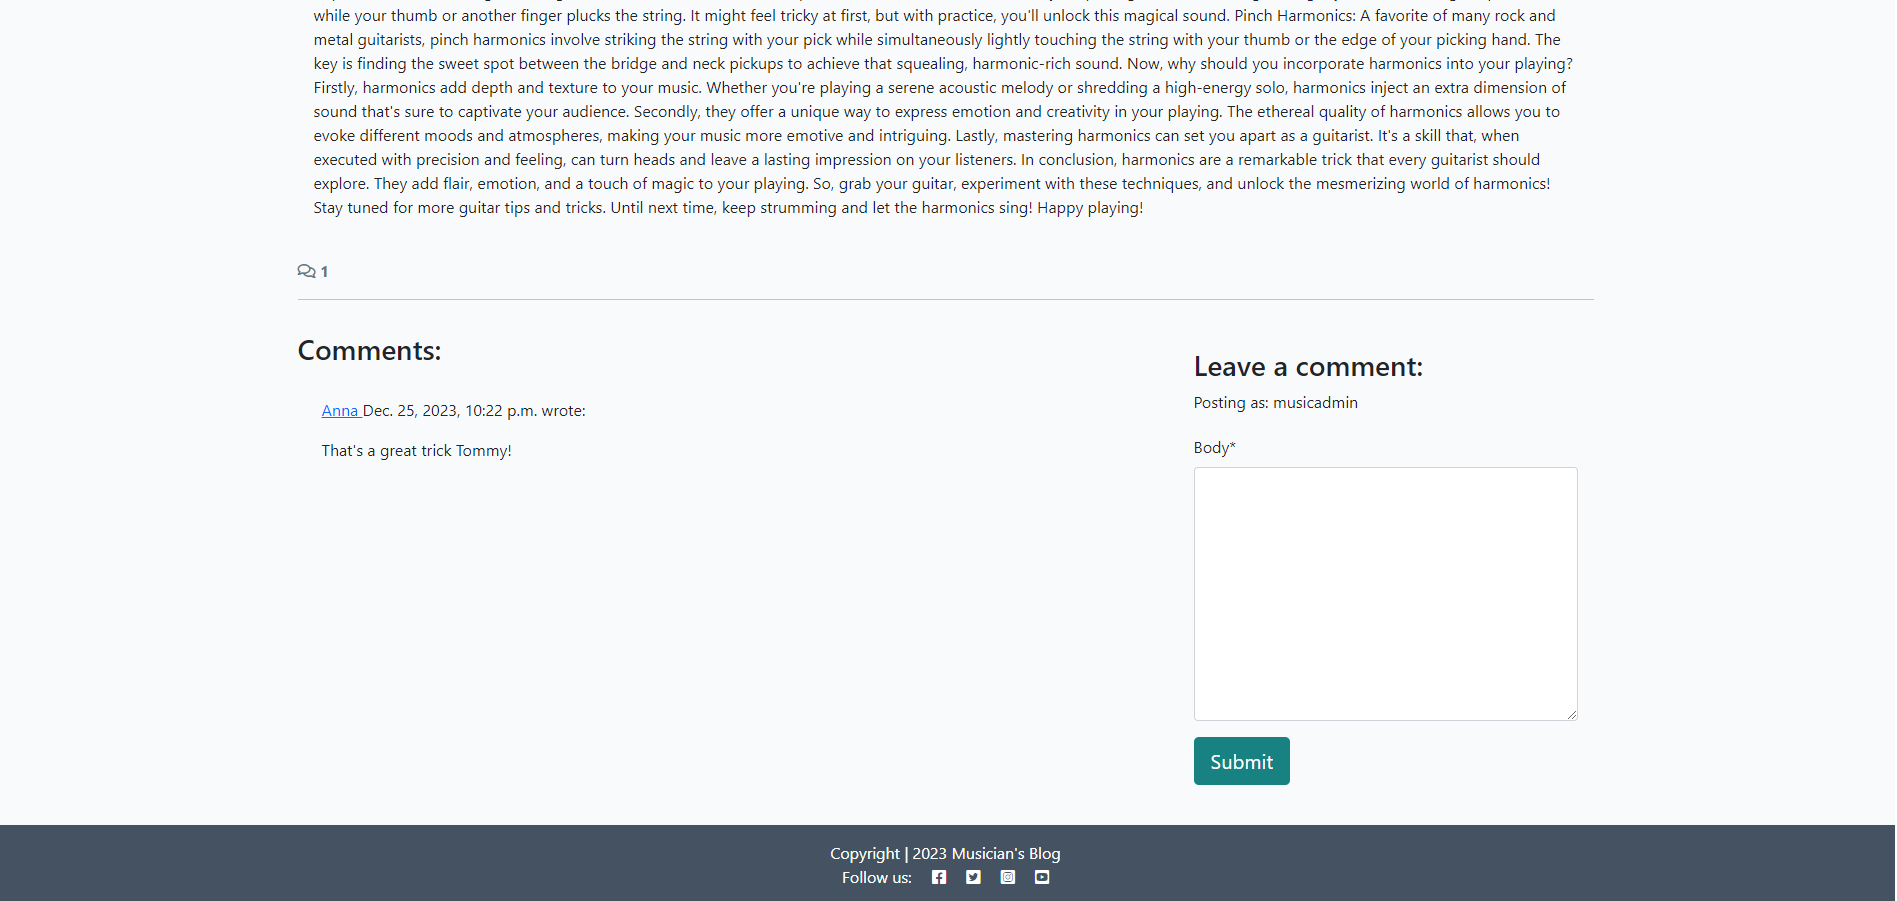 while your thumb or another finger plucks the string. It might feel tricky at first, but with practice, you'll unlock this magical sound. Pinch Harmonics: A favorite of many rock and
metal guitarists, pinch harmonics involve striking the string with your pick while simultaneously lightly touching the string with your thumb or the edge of your picking hand. The
key is finding the sweet spot between the bridge and neck pickups to achieve that squealing, harmonic-rich sound. Now, why should you incorporate harmonics into your playing?
Firstly, harmonics add depth and texture to your music. Whether you're playing a serene acoustic melody or shredding a high-energy solo, harmonics inject an extra dimension of
sound that's sure to captivate your audience. Secondly, they offer a unique way to express emotion and creativity in your playing. The ethereal quality of harmonics allows you to
evoke different moods and atmospheres, making your music more emotive and intriguing. Lastly, mastering harmonics can set you apart as a guitarist. It's a skill that, when
executed with precision and feeling, can turn heads and leave a lasting impression on your listeners. In conclusion, harmonics are a remarkable trick that every guitarist should
explore. They add flair, emotion, and a touch of magic to your playing. So, grab your guitar, experiment with these techniques, and unlock the mesmerizing world of harmonics!
Stay tuned for more guitar tips and tricks. Until next time, keep strumming and let the harmonics sing! Happy playing!
1
Comments:
Anna Dec. 25, 2023, 10:22 p.m. wrote:
That's a great trick Tommy!
Leave a comment:
Posting as: musicadmin
Body*
Submit
Copyright | 2023 Musician's Blog
Follow us: